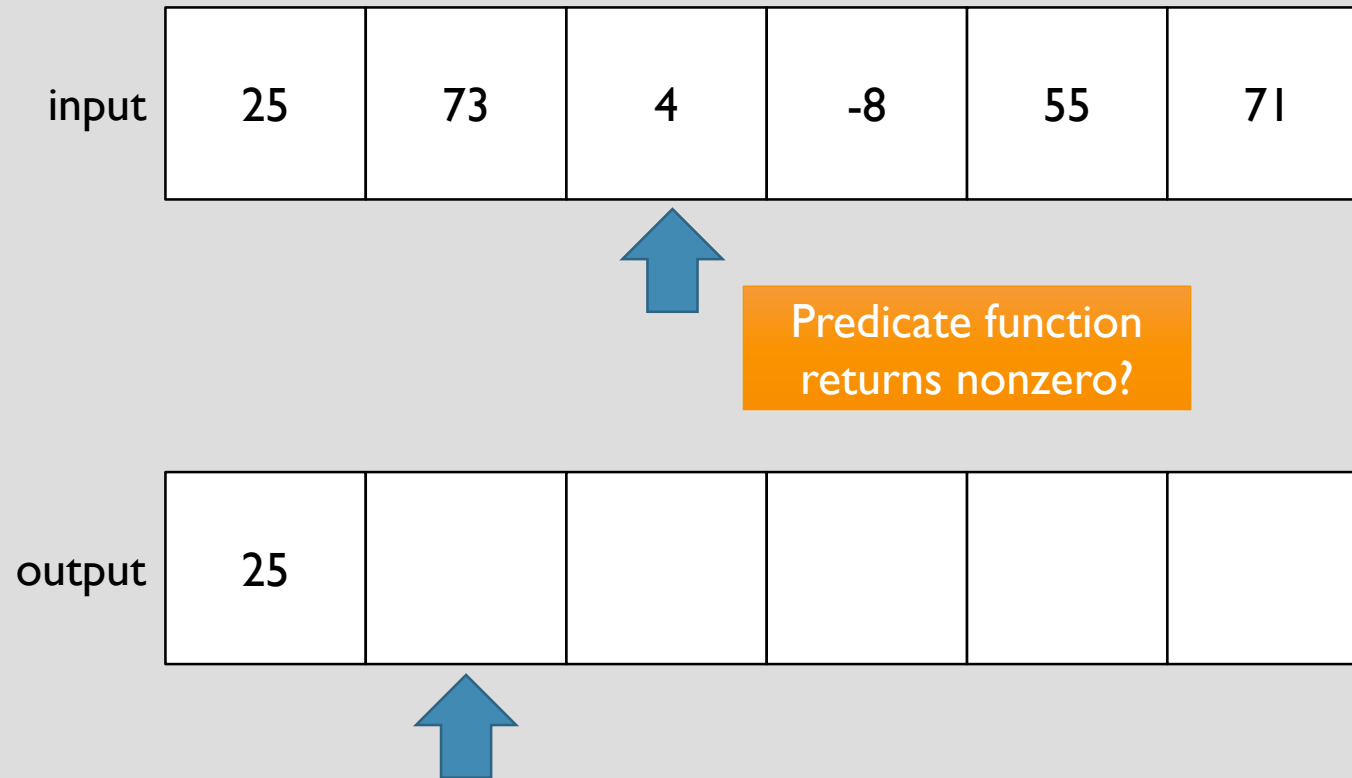 input 25 73 4 -8 55 71
Predicate function
returns nonzero?
output 25